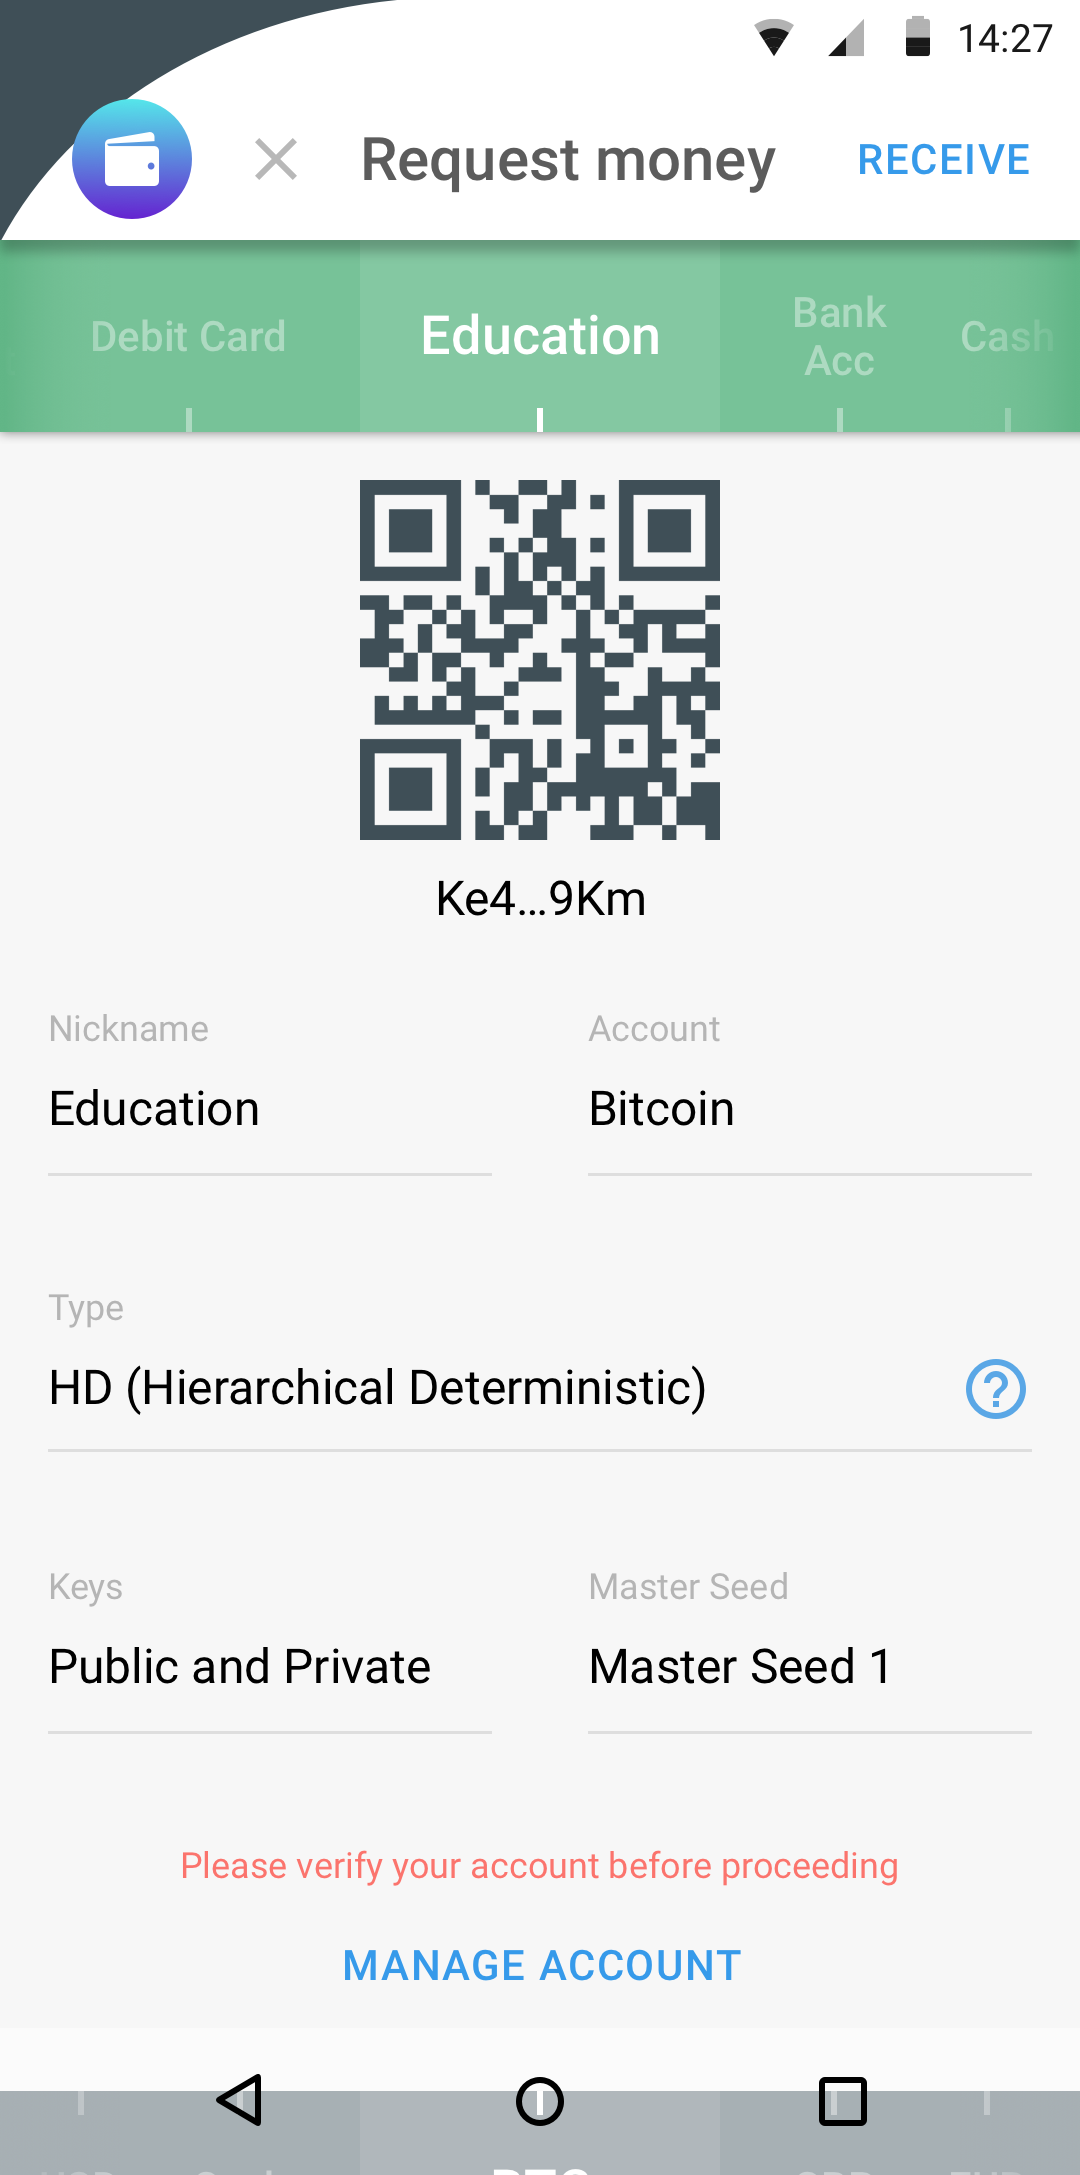 14:27
Request money
RECEIVE
Debit Card
Education
Bank
Acc
Cash
Ke4...9Km
Nickname
Account
Education
Bitcoin
Type
HD (Hierarchical Deterministic)
Keys
Master Seed
Public and Private
Master Seed 1
Please verify your account before proceeding
MANAGE ACCOUNT